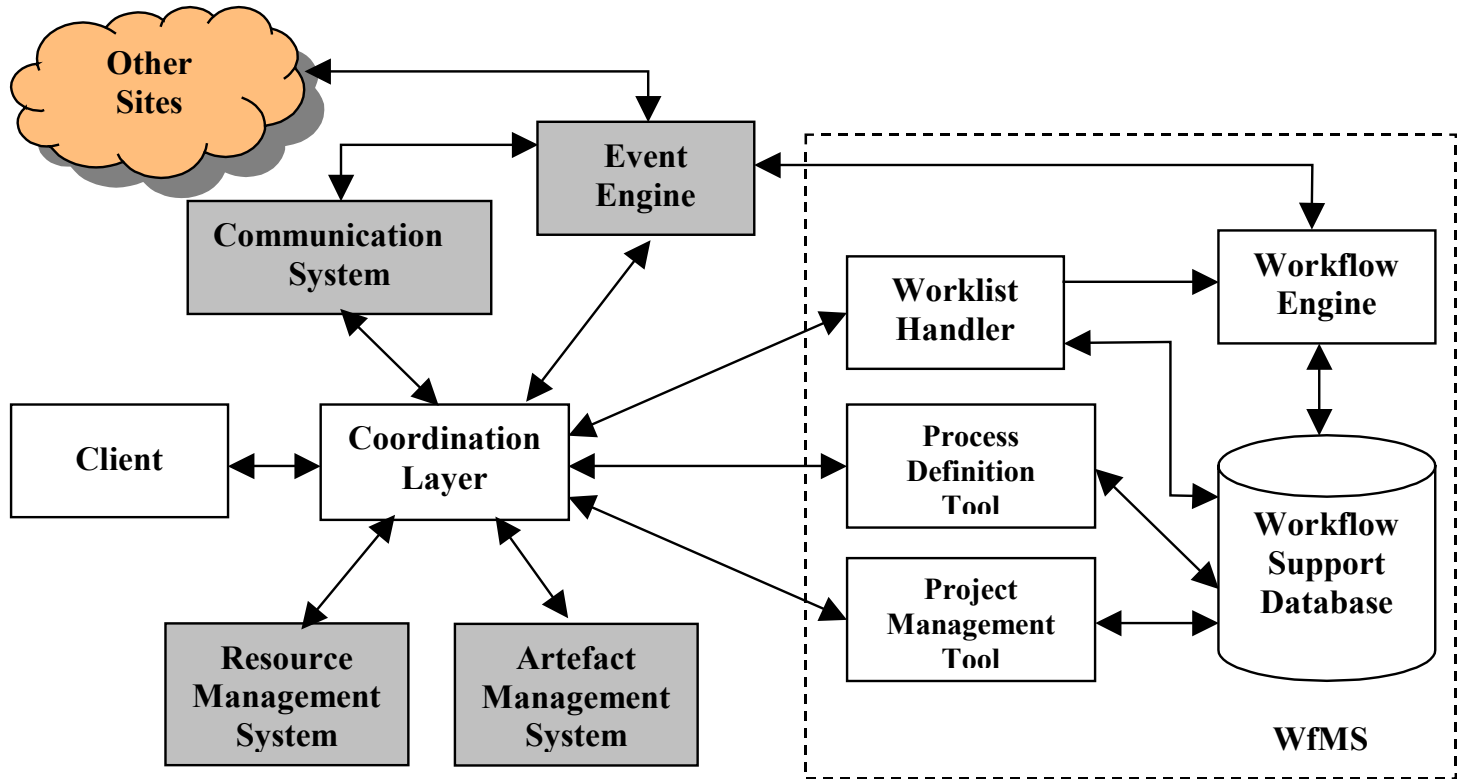 Other
Sites
Event
Engine
Communication
System
Workflow
Engine
Worklist
Handler
Client
Coordination
Layer
Process
Definition
Tool
Workflow
Support
Database
Project
Management
Tool
Resource
Management
System
Artefact
Management
System
WfMS